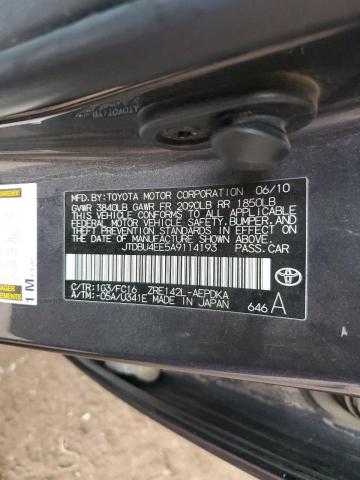 MFD.BY:TOYOTA MOTOR CORPORATION 06/10
GVWR 3840LB GAWR FR 2090LB RR 1850LB
THIS VEHICLE CONFORMS TO ALL APPLICABLE
FEDERAL MOTOR VEHICLE SAFETY, BUMPER, AND
THEFT PREVENTION STANDARDS IN EFFECT ON
THE DATE OF MANUFACTURE SHOWN ABOVE.
JTDBU4EE5A9114193 PASS.CAR
C/TR: 1G3/FC16 ZRE142L-AEPDKA
A/TM: -05A/U341E MADE IN JAPAN
646 A
1 M